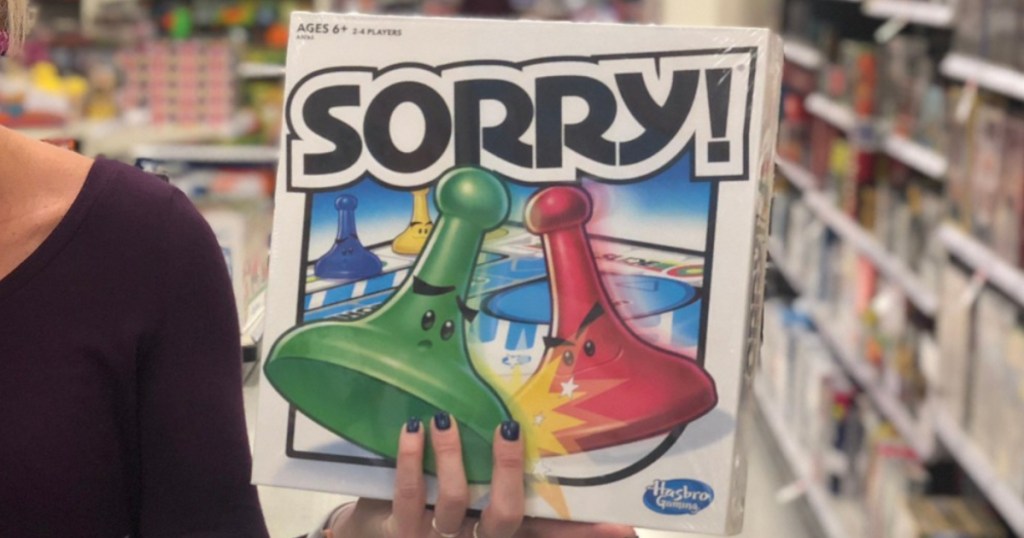 AGES 6+ 2-4 PLAYERS
SORRY!
Hasbro
Gaming